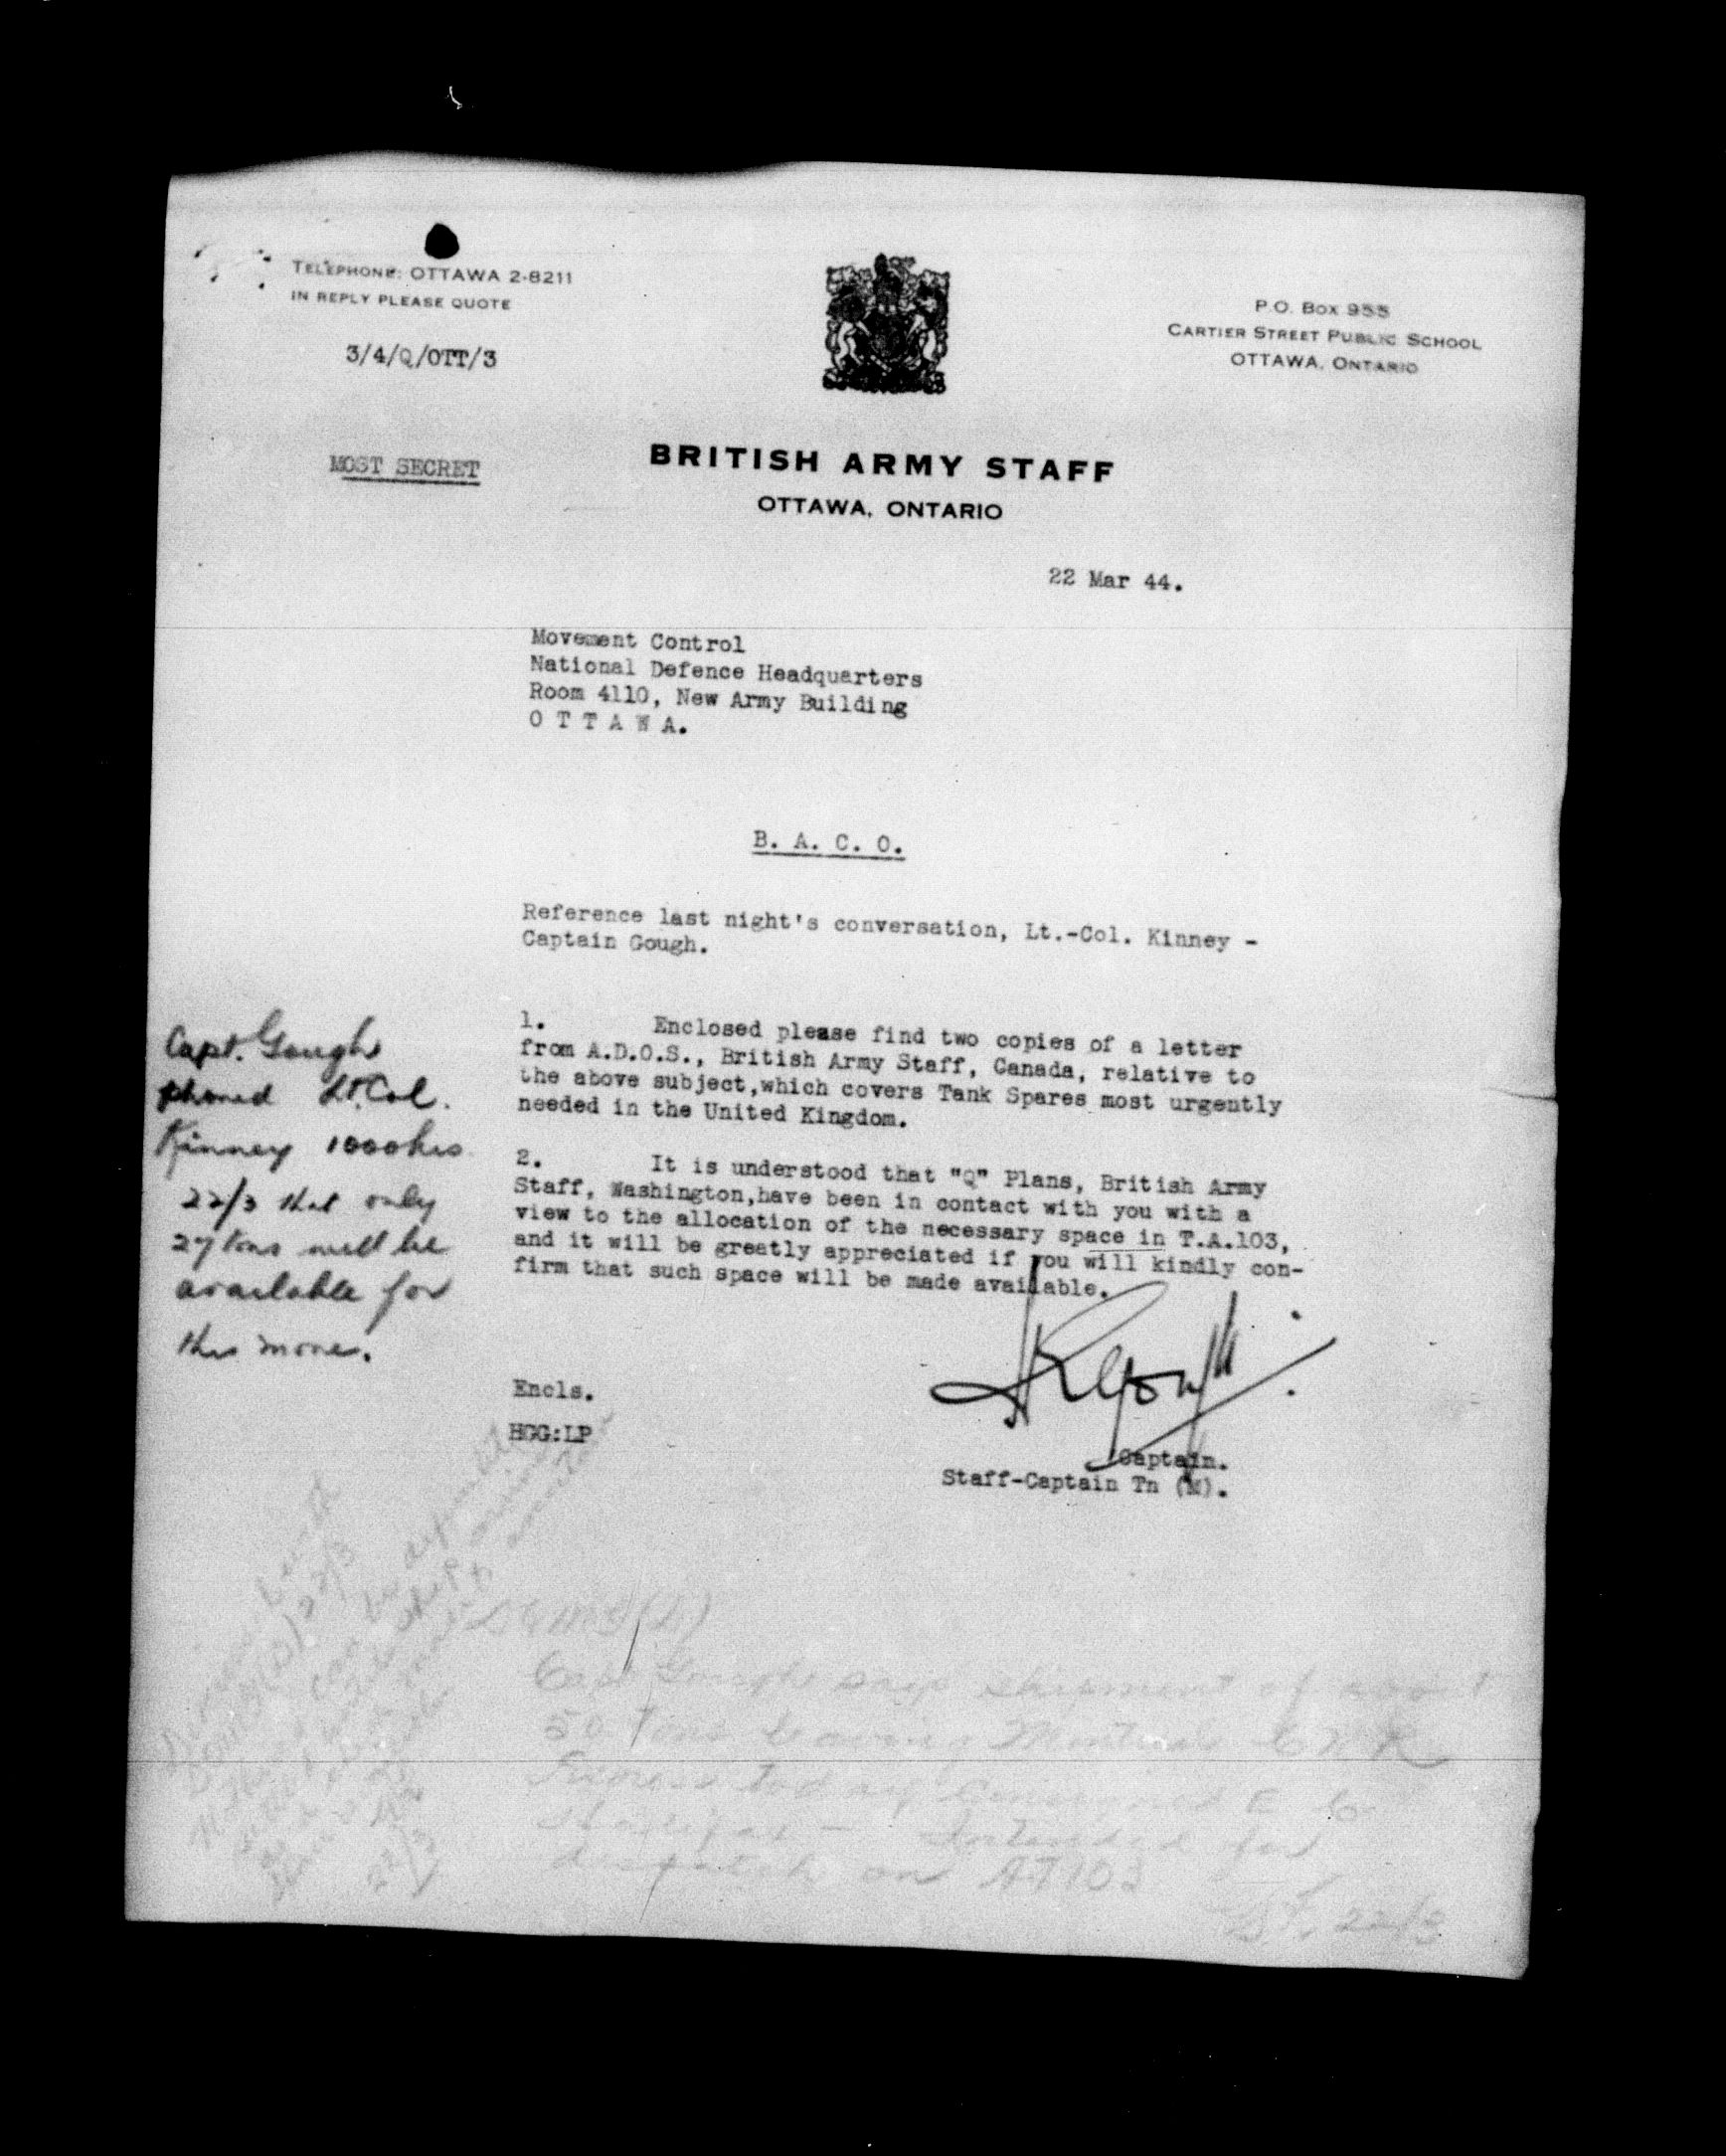 TELEPHONE: OTTAWA 2-8211
IN REPLY PLEASE QUOTE
3/4/Q/OTT/3
P.O. BOX 955
CARTIER STREET PUBLIC SCHOOL
OTTAWA, ONTARIO
MOST SECRET
BRITISH ARMY STAFF
OTTAWA, ONTARIO
22 Mar 44.
Movement Control
National Defence Headquarters
Room 4110, New Army Building
O T T A W A.
B. A. C. O.
Reference last night's conversation, Lt.-Col. Kinney -
Captain Gough.
1. Enclosed please find two copies of a letter
from A.D.O.S., British Army Staff, Canada, relative to
the above subject,which covers Tank Spares most urgently
needed in the United Kingdom.
2. It is understood that "Q" Plans, British Army
Staff, Washington,have been in contact with you with a
view to the allocation of the necessary space in T.A.103,
and it will be greatly appreciated if you will kindly con-
firm that such space will be made available.
Capt. Gough
phoned Lt.Col.
Kinney 1000hrs
22/3 that only
27 tons will be
available for
this move.
Encls.
HGG:LP
Captain.
Staff-Captain Tn (M).
Capt Gough says shipment of about
50 tons leaving Montreal C N R
Express today consigned E
Halifax - Intended for
despatch on AT103
22/3